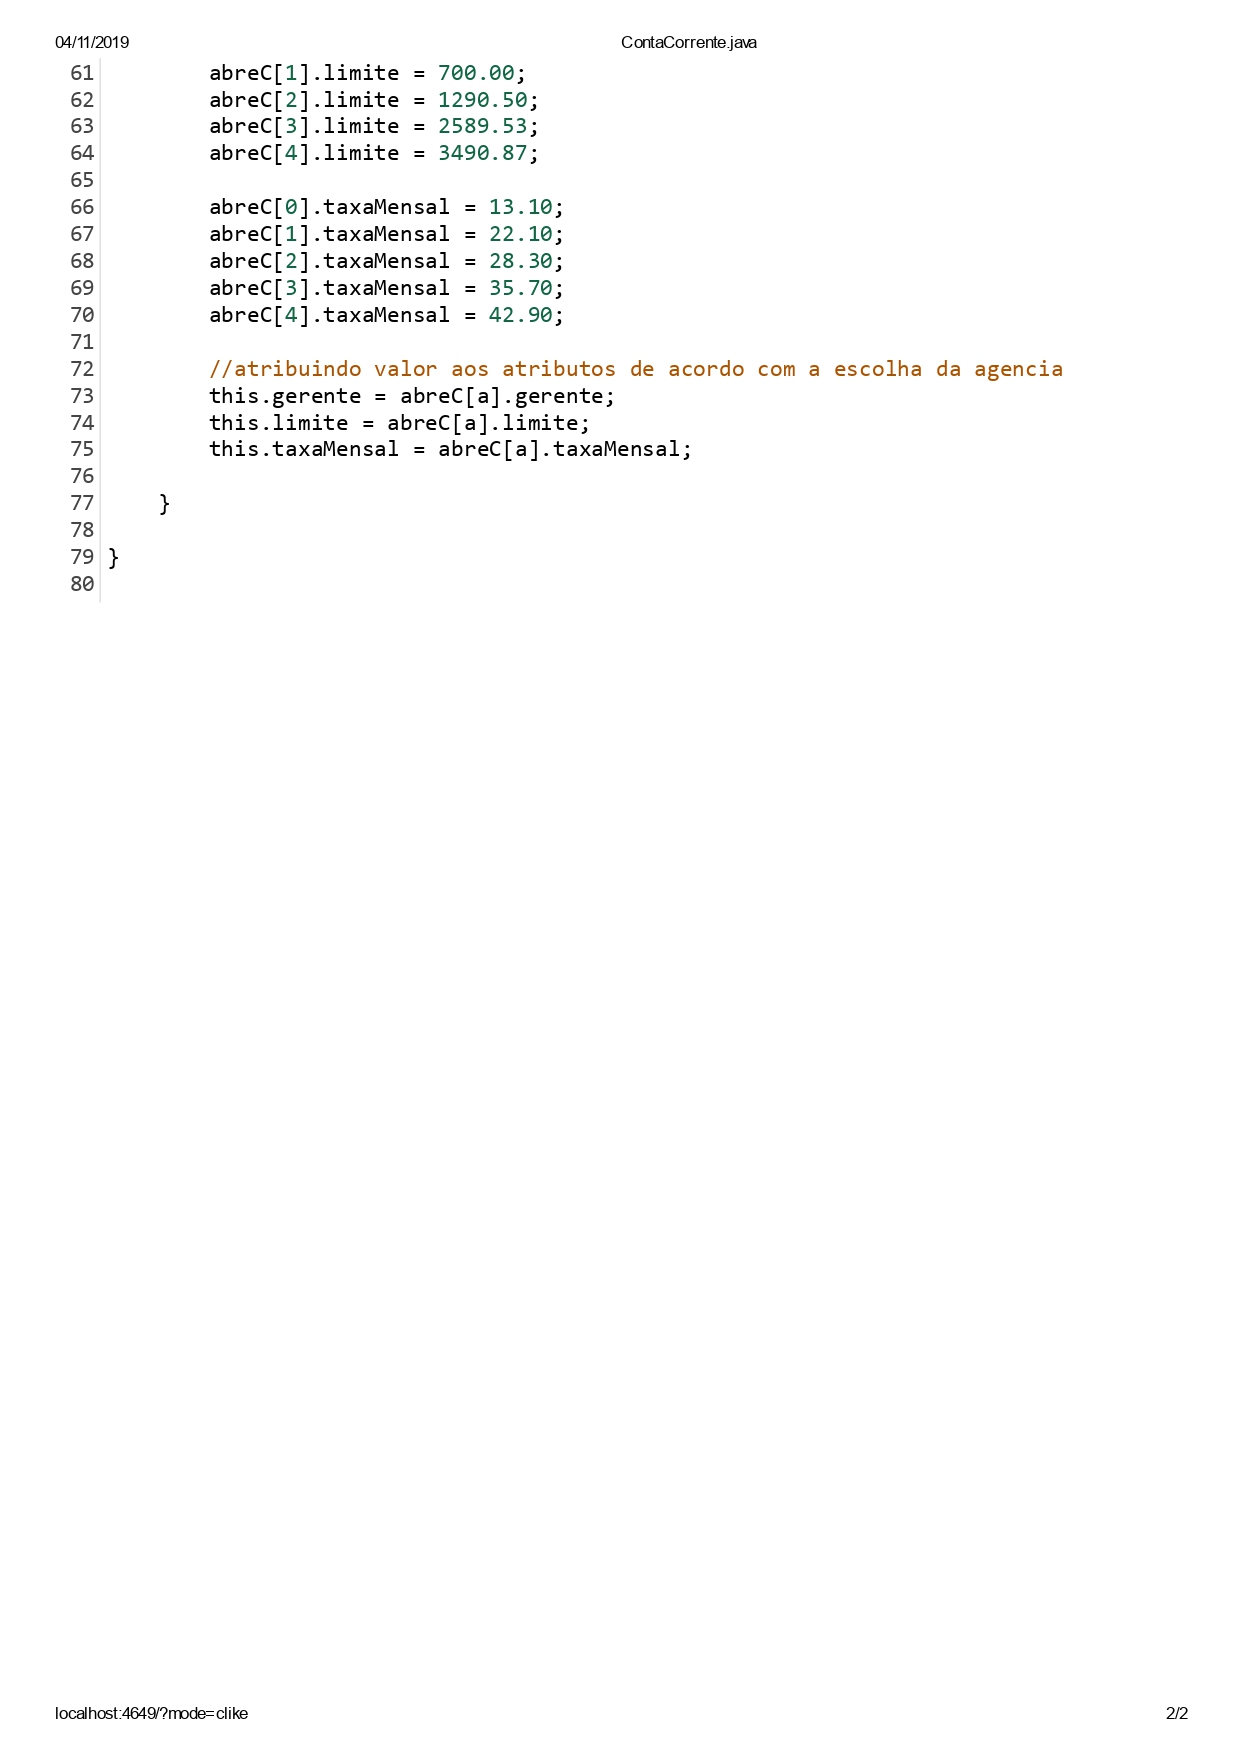 04/11/2019 ContaCorrente.java
61 abreC[1].limite = 700.00;
62 abreC[2].limite = 1290.50;
63 abreC[3].limite = 2589.53;
64 abreC[4].limite = 3490.87;
65
66 abreC[0].taxaMensal = 13.10;
67 abreC[1].taxaMensal = 22.10;
68 abreC[2].taxaMensal = 28.30;
69 abreC[3].taxaMensal = 35.70;
70 abreC[4].taxaMensal = 42.90;
71
72 //atribuindo valor aos atributos de acordo com a escolha da agencia
73 this.gerente = abreC[a].gerente;
74 this.limite = abreC[a].limite;
75 this.taxaMensal = abreC[a].taxaMensal;
76
77 }
78
79 }
80
localhost:4649/?mode=clike 2/2